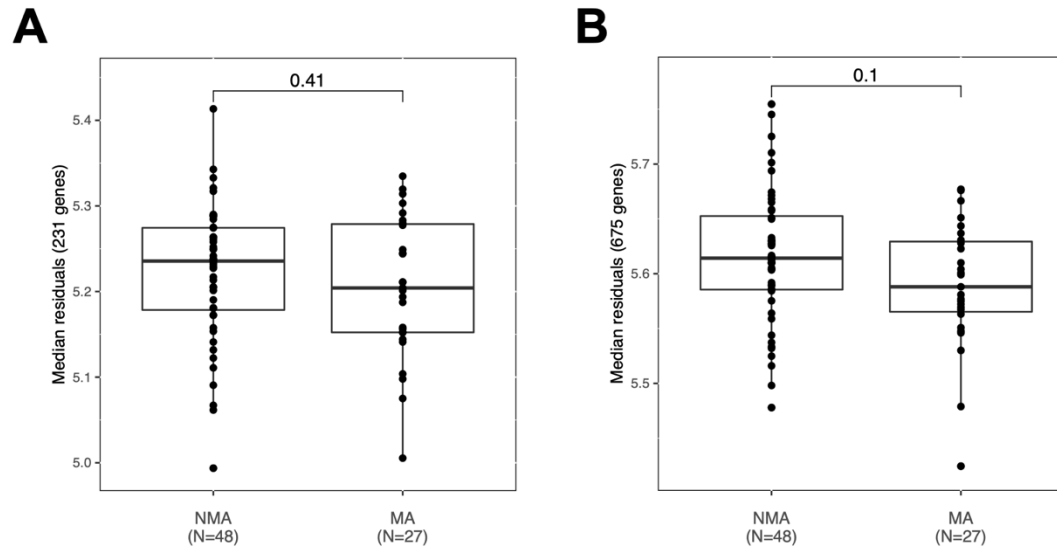 A
Median residuals (231 genes)
5.4
5.3
5.2
5.1
5.0
0.41
NMA
(N=48)
MA
(N=27)
B
Median residuals (675 genes)
5.7
5.6
5.5
0.1
NMA
(N=48)
MA
(N=27)